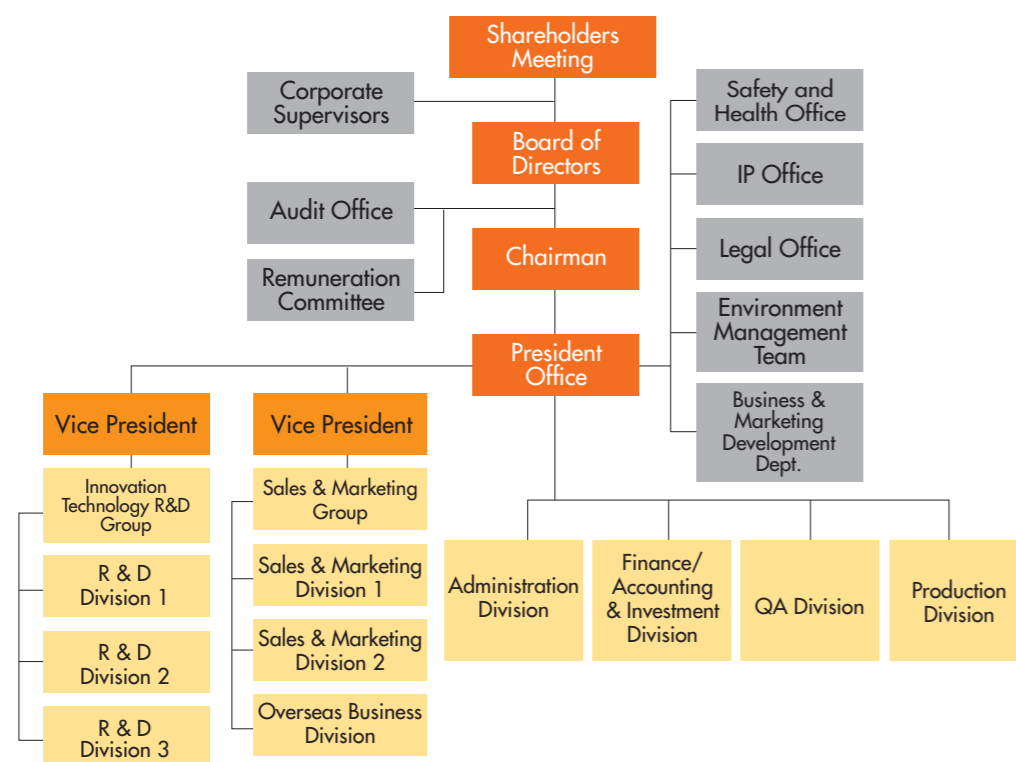 Shareholders
Meeting
Corporate
Supervisors
Safety and
Health Office
Board of
Directors
IP Office
Audit Office
Chairman
Legal Office
Remuneration
Committee
Environment
Management
Team
President
Office
Business &
Marketing
Development
Dept.
Vice President
Vice President
Innovation
Technology R&D
Group
R & D
Division 1
R & D
Division 2
R & D
Division 3
Sales & Marketing
Group
Sales & Marketing
Division 1
Sales & Marketing
Division 2
Overseas Business
Division
Administration
Division
Finance/
Accounting
& Investment
Division
QA Division
Production
Division